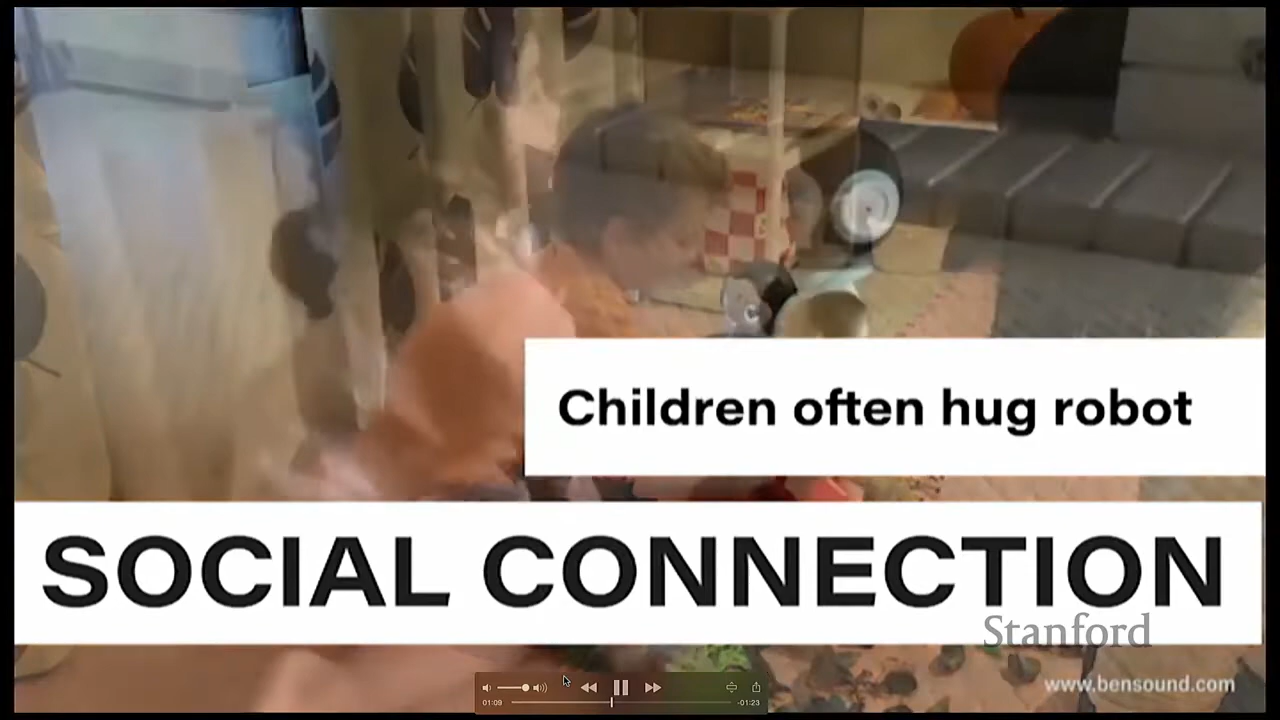 Children often hug robot
SOCIAL CONNECTION
Stanford
www.bensound.com
01:09
-01:23